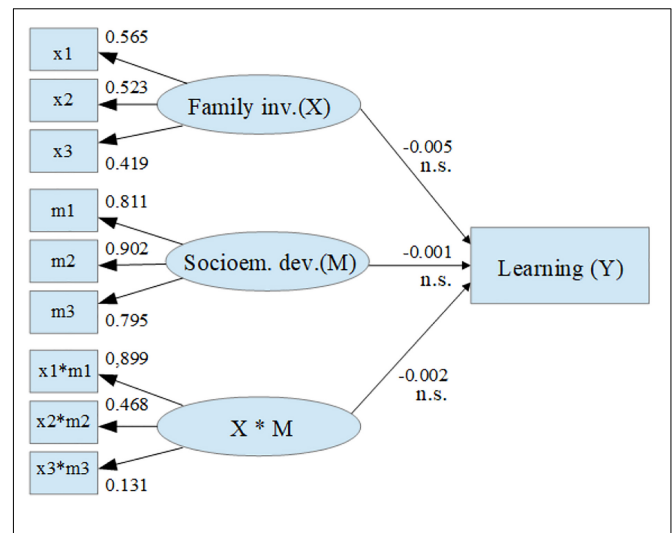 x1
0.565
x2
0.523
x3
0.419
Family inv.(X)
-0.005
n.s.
m1
0.811
m2
0.902
m3
0.795
Socioem. dev.(M)
-0.001
n.s.
Learning (Y)
x1*m1
0,899
x2*m2
0.468
x3*m3
0.131
X * M
-0.002
n.s.